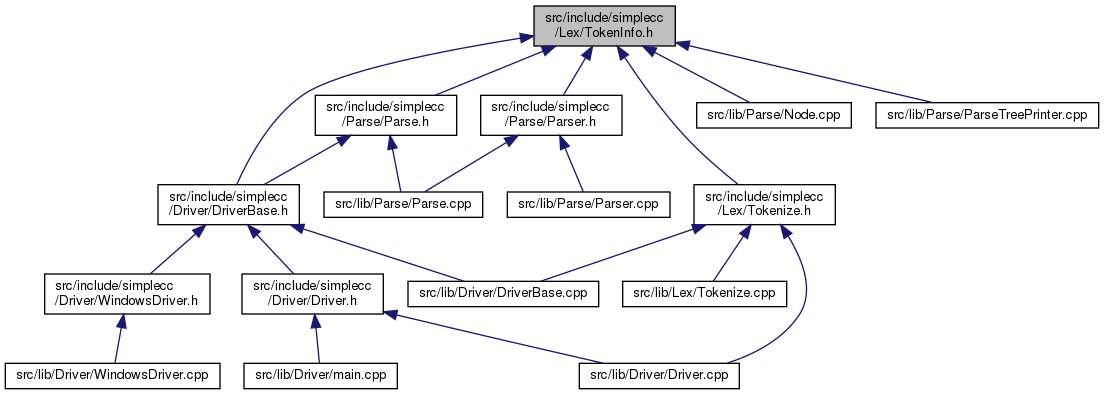 src/include/simplecc
/Lex/TokenInfo.h
src/include/simplecc
/Parse/Parse.h
src/include/simplecc
/Parse/Parser.h
src/lib/Parse/Node.cpp
src/lib/Parse/ParseTreePrinter.cpp
src/include/simplecc
/Driver/DriverBase.h
src/lib/Parse/Parse.cpp
src/lib/Parse/Parser.cpp
src/include/simplecc
/Lex/Tokenize.h
src/include/simplecc
/Driver/WindowsDriver.h
src/include/simplecc
/Driver/Driver.h
src/lib/Driver/DriverBase.cpp
src/lib/Lex/Tokenize.cpp
src/lib/Driver/WindowsDriver.cpp
src/lib/Driver/main.cpp
src/lib/Driver/Driver.cpp